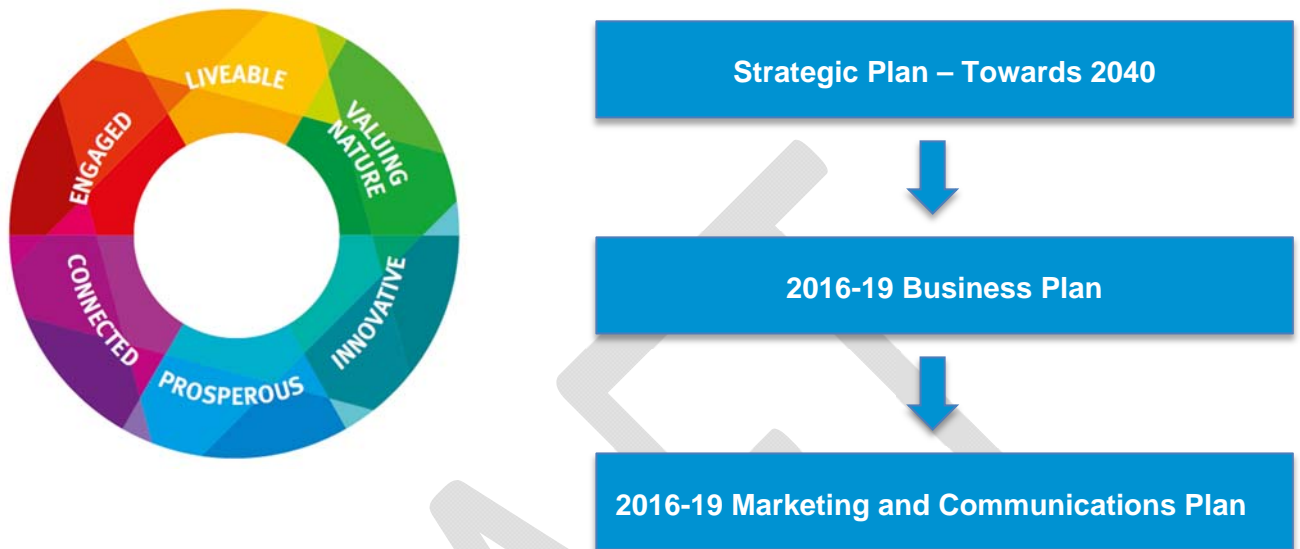 LIVEABLE
VALUING
NATURE
INNOVATIVE
PROSPEROUS
CONNECTED
ENGAGED
Strategic Plan – Towards 2040
2016-19 Business Plan
2016-19 Marketing and Communications Plan